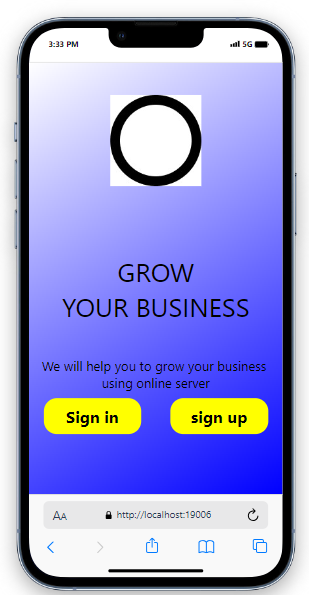 3:33 PM 5G
GROW
YOUR BUSINESS
We will help you to grow your business
using online server
Sign in sign up
AA http://localhost:19006